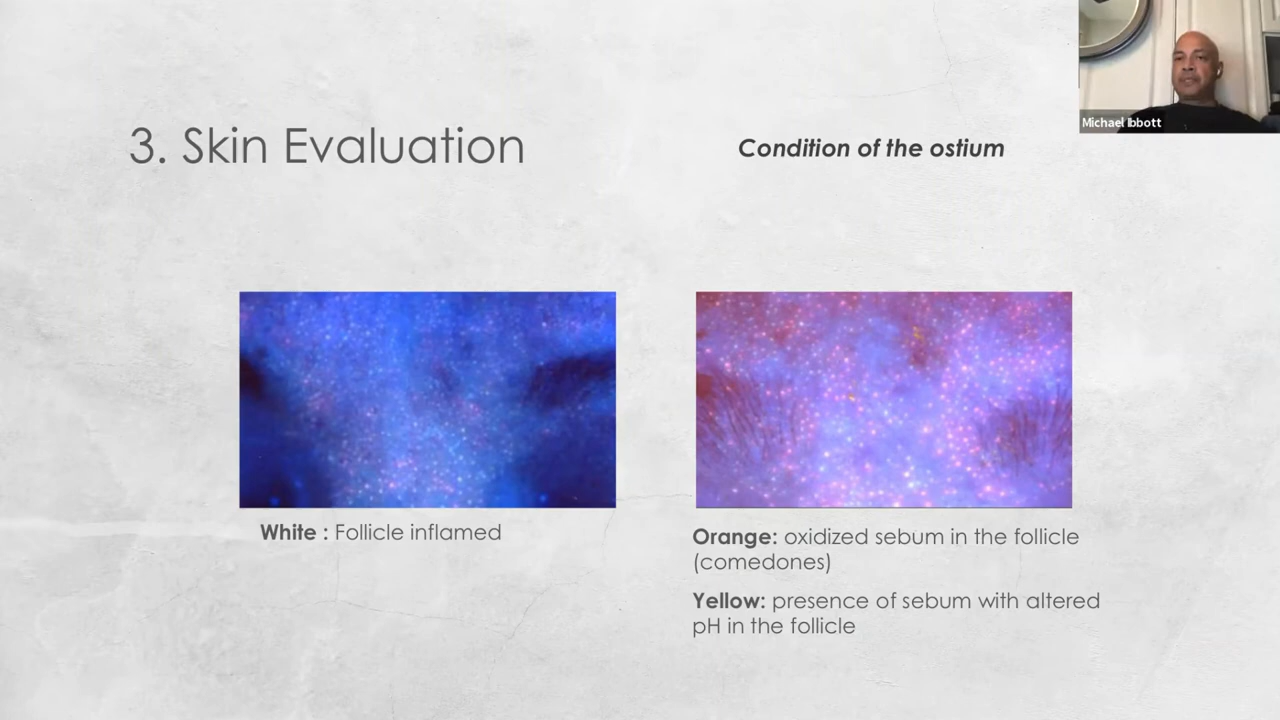 3. Skin Evaluation
Condition of the ostium
Michael Ibbott
White : Follicle inflamed
Orange: oxidized sebum in the follicle
(comedones)
Yellow: presence of sebum with altered
pH in the follicle